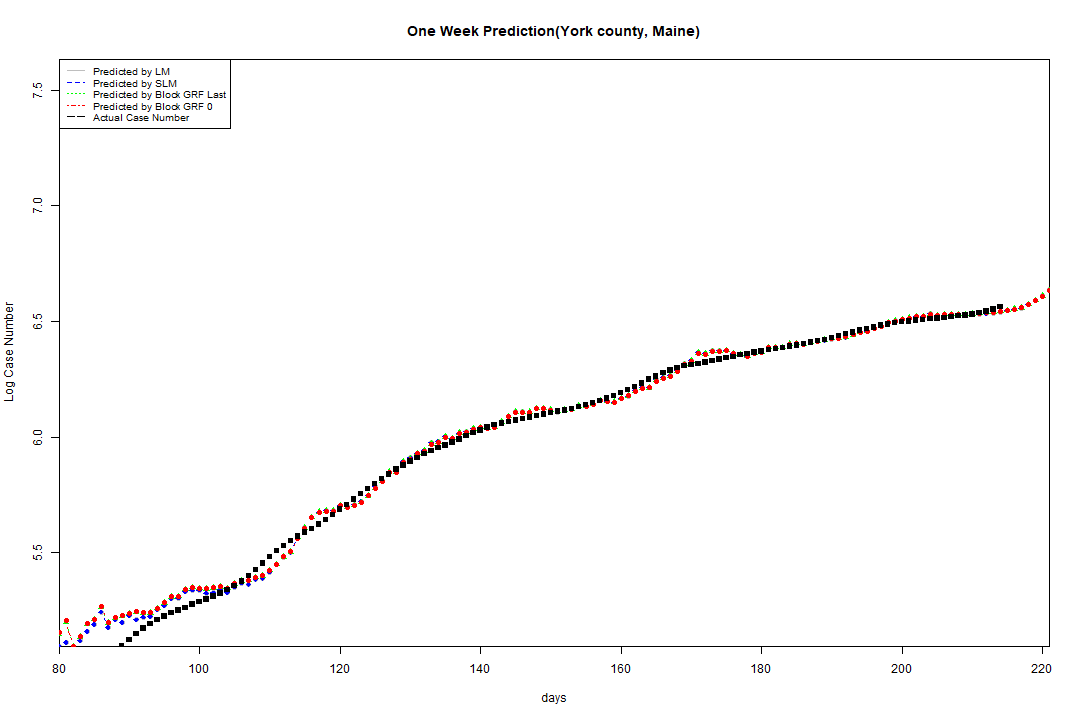 One Week Prediction(York county, Maine)
Predicted by LM
Predicted by SLM
Predicted by Block GRF Last
Predicted by Block GRF 0
Actual Case Number
7.5
7.0
6.5
6.0
5.5
Log Case Number
80 100 120 140 160 180 200 220
days